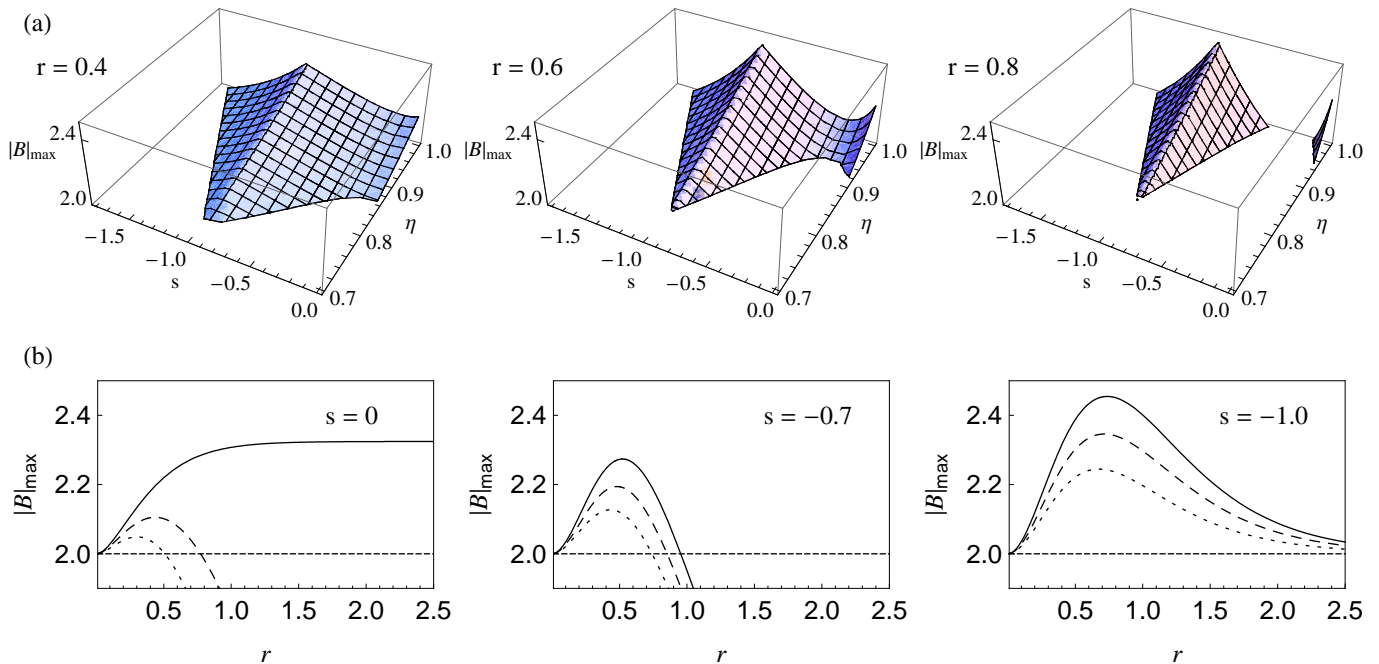 (a)
r = 0.4
2.4
|B|max
2.0
−1.5
−1.0
s
−0.5
0.0
0.7
0.8
η
0.9
1.0
r = 0.6
2.4
|B|max
2.0
−1.5
−1.0
s
−0.5
0.0
0.7
0.8
η
0.9
1.0
r = 0.8
2.4
|B|max
2.0
−1.5
−1.0
s
−0.5
0.0
0.7
0.8
η
0.9
1.0
(b)
|B|max
2.4
2.2
2.0
s = 0
0.5 1.0 1.5 2.0 2.5
r
|B|max
2.4
2.2
2.0
s = −0.7
0.5 1.0 1.5 2.0 2.5
r
|B|max
2.4
2.2
2.0
s = −1.0
0.5 1.0 1.5 2.0 2.5
r